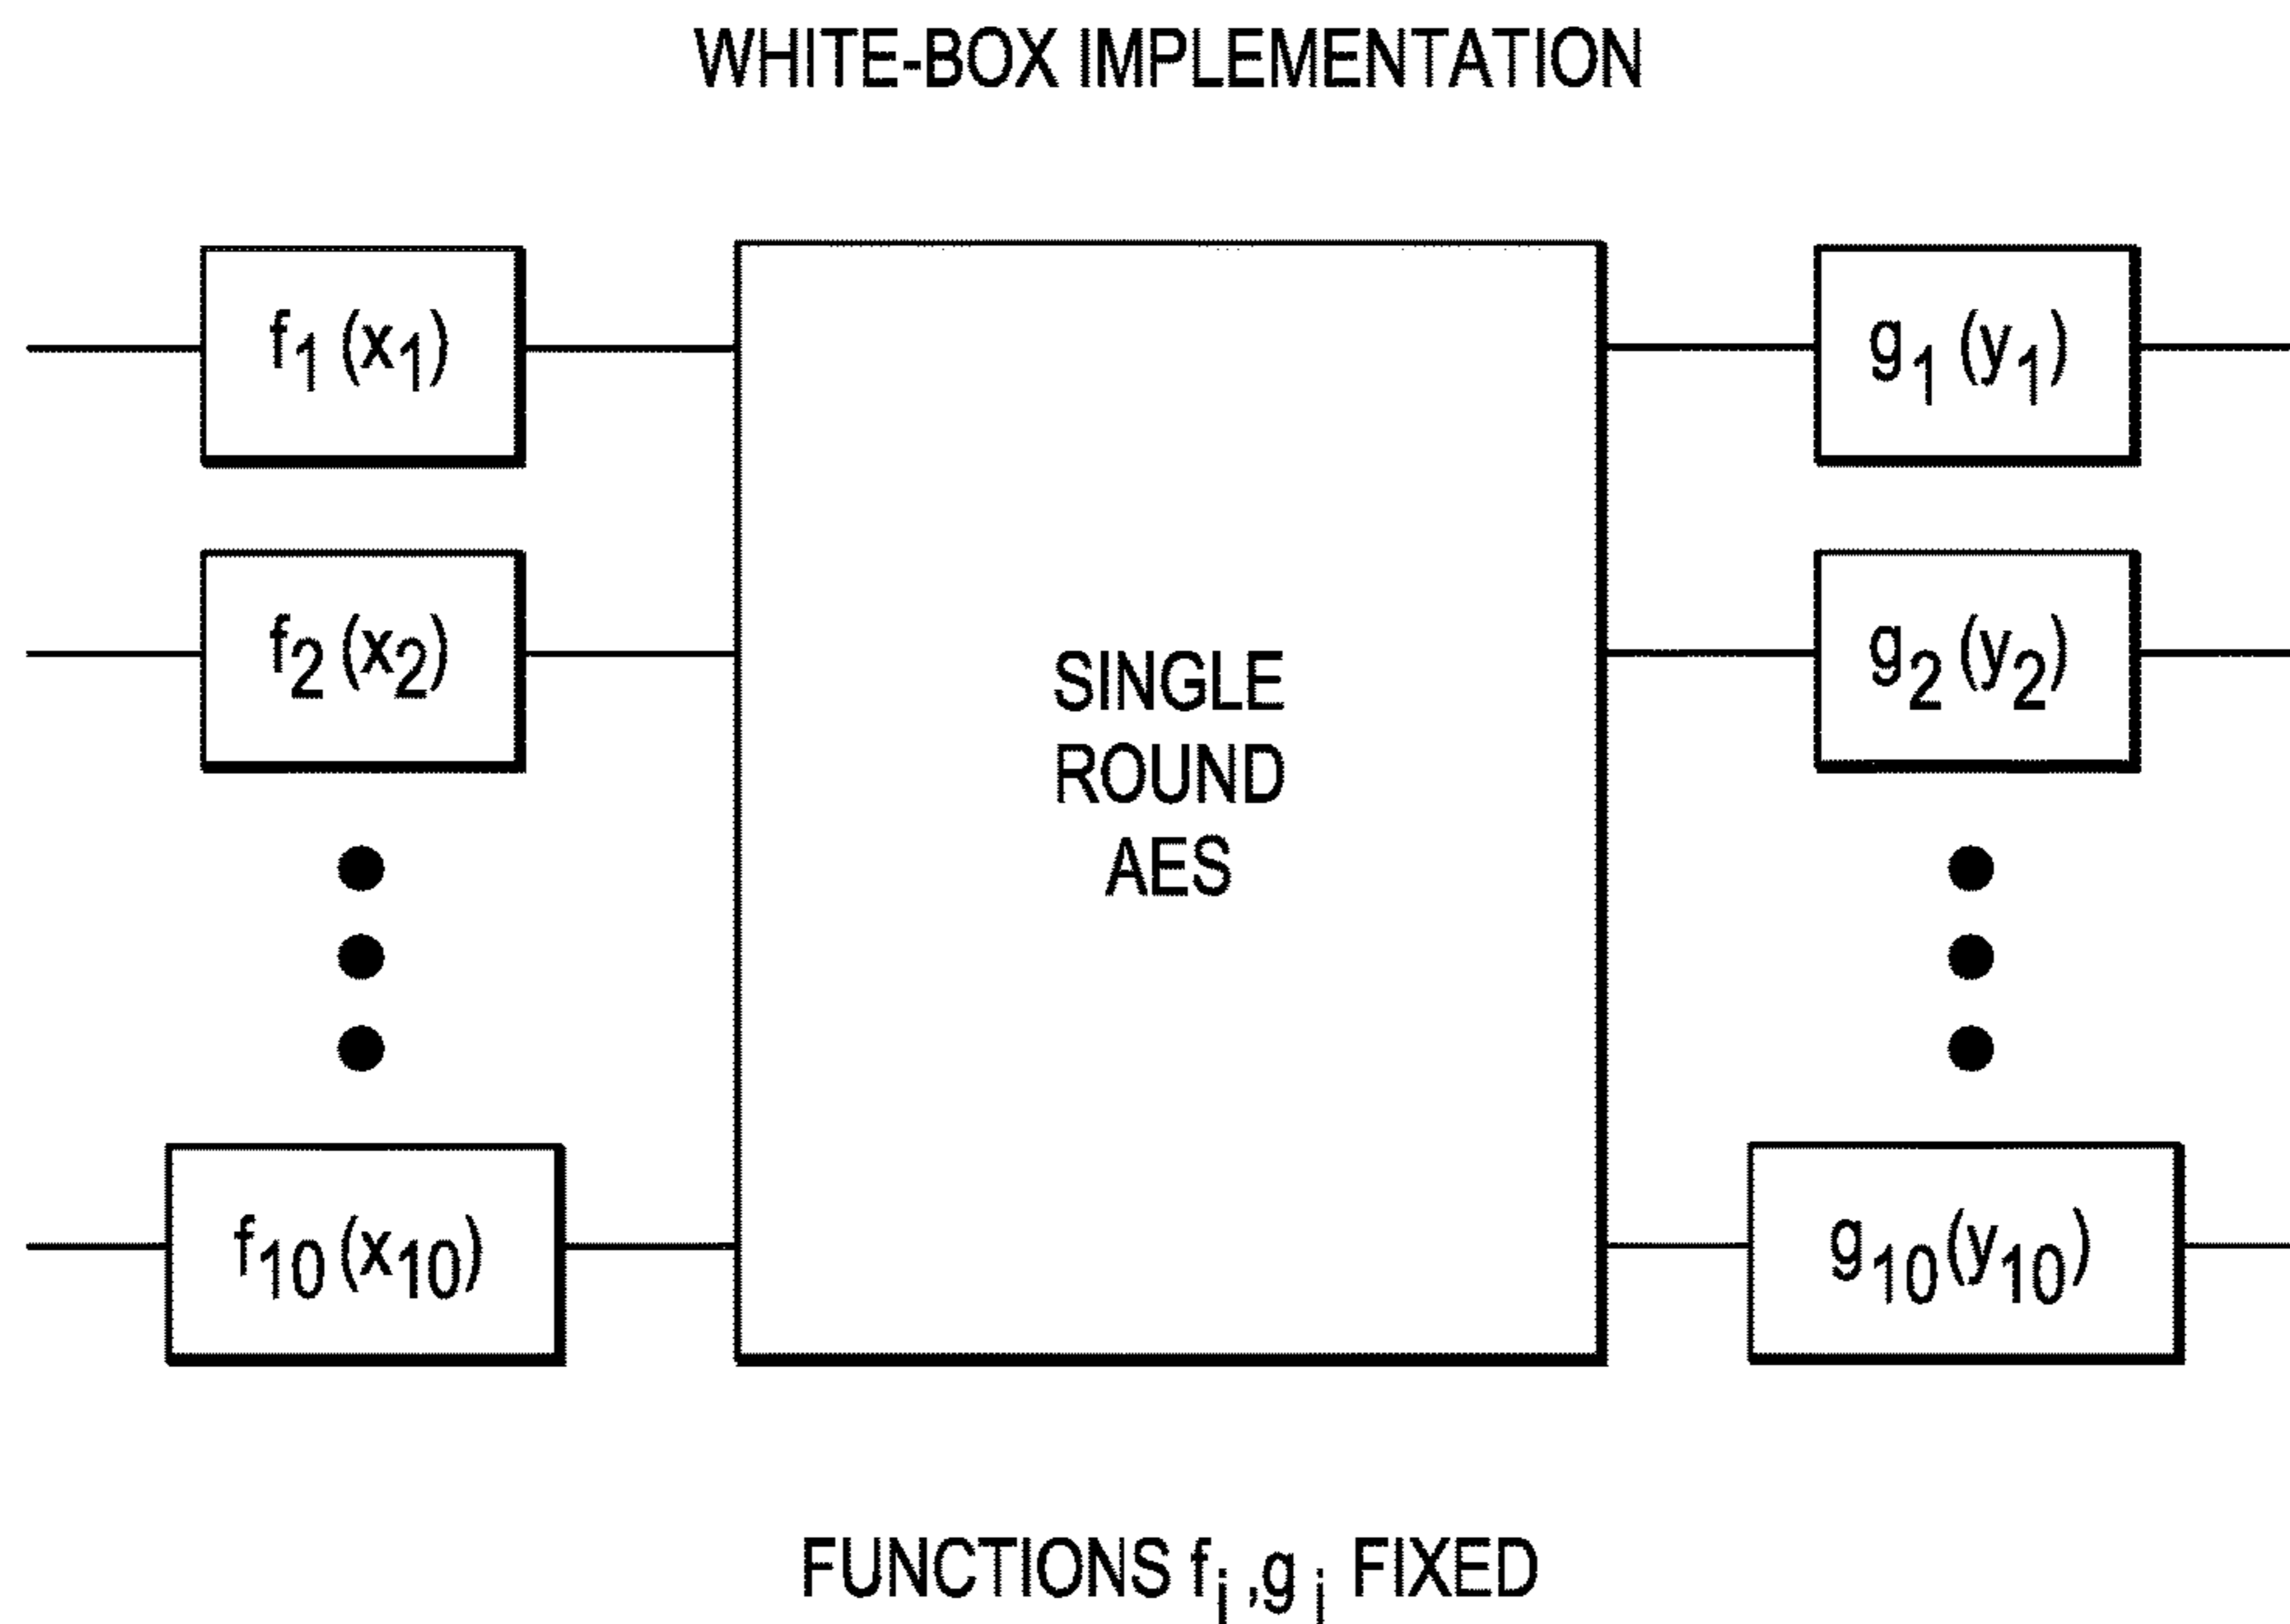 WHITE-BOX IMPLEMENTATION
f1 (x1)
g1 (y1)
f2 (x2)
g2 (y2)
SINGLE
ROUND
AES
f10 (x10)
g10 (y10)
FUNCTIONS fi ,gi FIXED